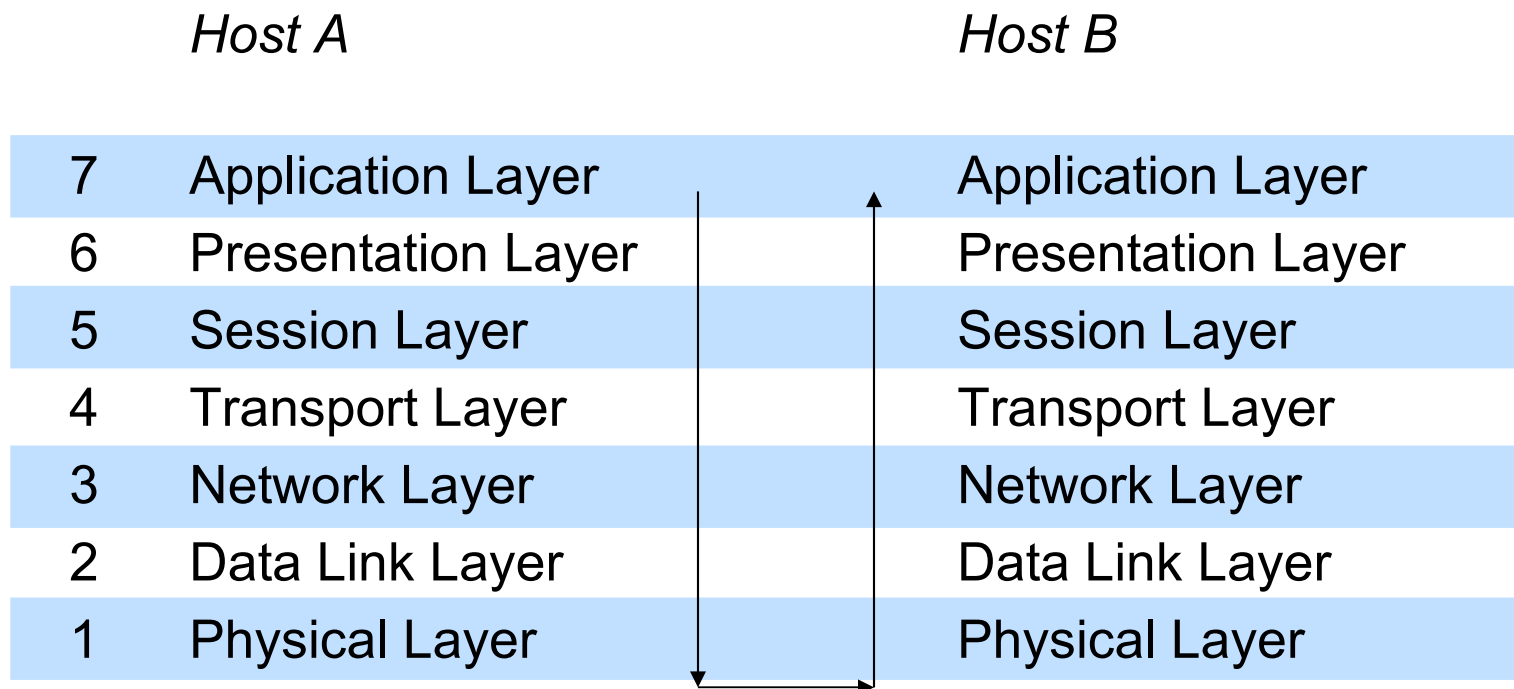 Host A Host B
7 Application Layer Application Layer
6 Presentation Layer Presentation Layer
5 Session Layer Session Layer
4 Transport Layer Transport Layer
3 Network Layer Network Layer
2 Data Link Layer Data Link Layer
1 Physical Layer Physical Layer